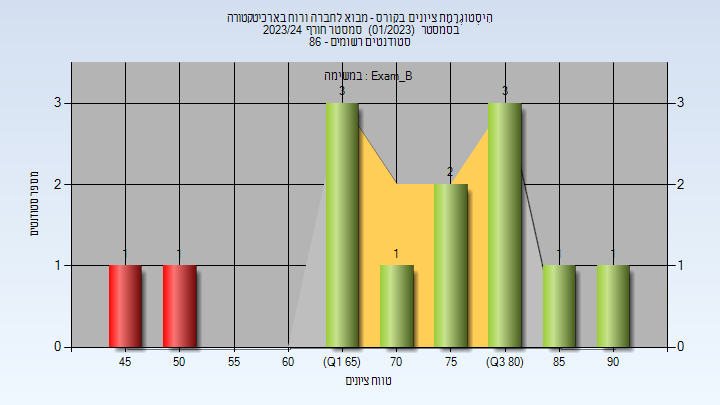 הִיסְטוֹגְרָמַת ציונים בקורס - מבוא לחברה ורוח בארכיטקטורה
בסמסטר (01/2023) סמסטר חורף 2023/24
סטודנטים רשומים - 86
במשימה : Exam_B
3 3
3 3
2
2 2
1
1 1 1 1
1 1
0 0
45 50 55 60 (Q1 65) 70 75 (Q3 80) 85 90
מספר סטודנטים
טווח ציונים